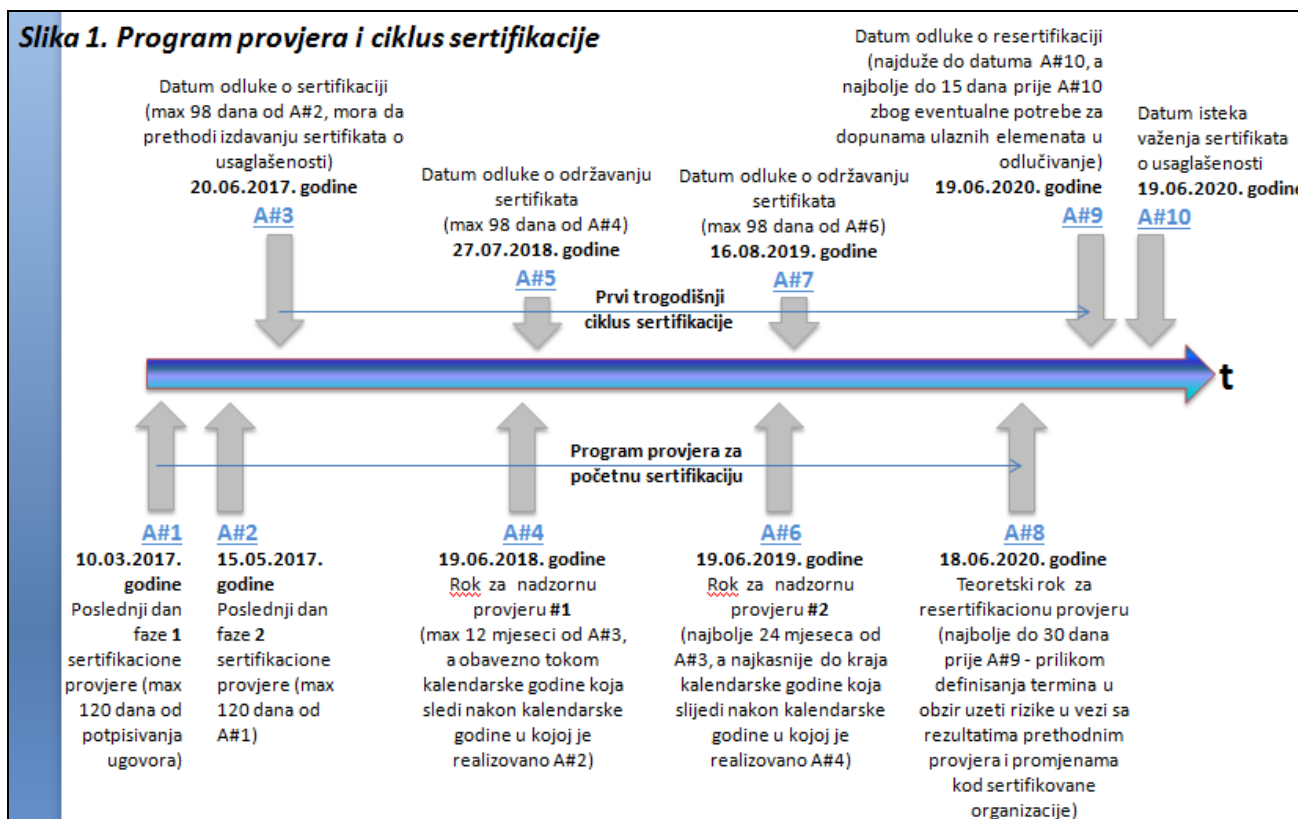 Slika 1. Program provjera i ciklus sertifikacije
Datum odluke o sertifikaciji
(max 98 dana od A#2, mora da
prethodi izdavanju sertifikata o
usaglašenosti)
20.06.2017. godine
A#3
Datum odluke o održavanju
sertifikata
(max 98 dana od A#4)
27.07.2018. godine
A#5
Datum odluke o održavanju
sertifikata
(max 98 dana od A#6)
16.08.2019. godine
A#7
Datum odluke o resertifikaciji
(najduže do datuma A#10, a
najbolje do 15 dana prije A#10
zbog eventualne potrebe za
dopunama ulaznih elemenata u
odlučivanje)
19.06.2020. godine
A#9
Datum isteka
važenja sertifikata
o usaglašenosti
19.06.2020. godine
A#10
Prvi trogodišnji
ciklus sertifikacije
t
Program provjera za
početnu sertifikaciju
A#1
10.03.2017.
godine
Poslednji dan
faze 1
sertifikacione
provjere (max
120 dana od
potpisivanja
ugovora)
A#2
15.05.2017.
godine
Poslednji dan
faze 2
sertifikacione
provjere (max
120 dana od
A#1)
A#4
19.06.2018. godine
Rok za nadzornu
provjeru #1
(max 12 mjeseci od A#3,
a obavezno tokom
kalendarske godine koja
sledi nakon kalendarske
godine u kojoj je
realizovano A#2)
A#6
19.06.2019. godine
Rok za nadzornu
provjeru #2
(najbolje 24 mjeseca od
A#3, a najkasnije do kraja
kalendarske godine koja
slijedi nakon kalendarske
godine u kojoj je
realizovano A#4)
A#8
18.06.2020. godine
Teoretski rok za
resertifikacionu provjeru
(najbolje do 30 dana
prije A#9 - prilikom
definisanja termina u
obzir uzeti rizike u vezi sa
rezultatima prethodnim
provjera i promjenama
kod sertifikovane
organizacije)